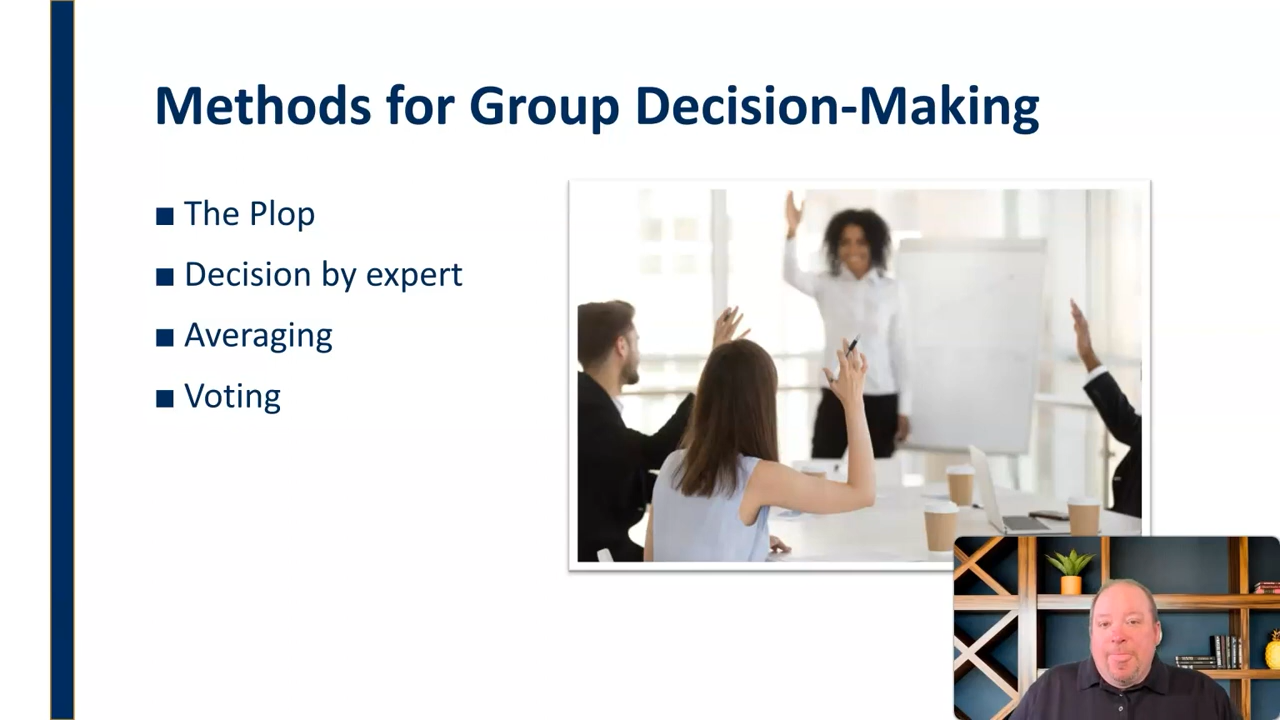 Methods for Group Decision-Making
■ The Plop
■ Decision by expert
■ Averaging
■ Voting